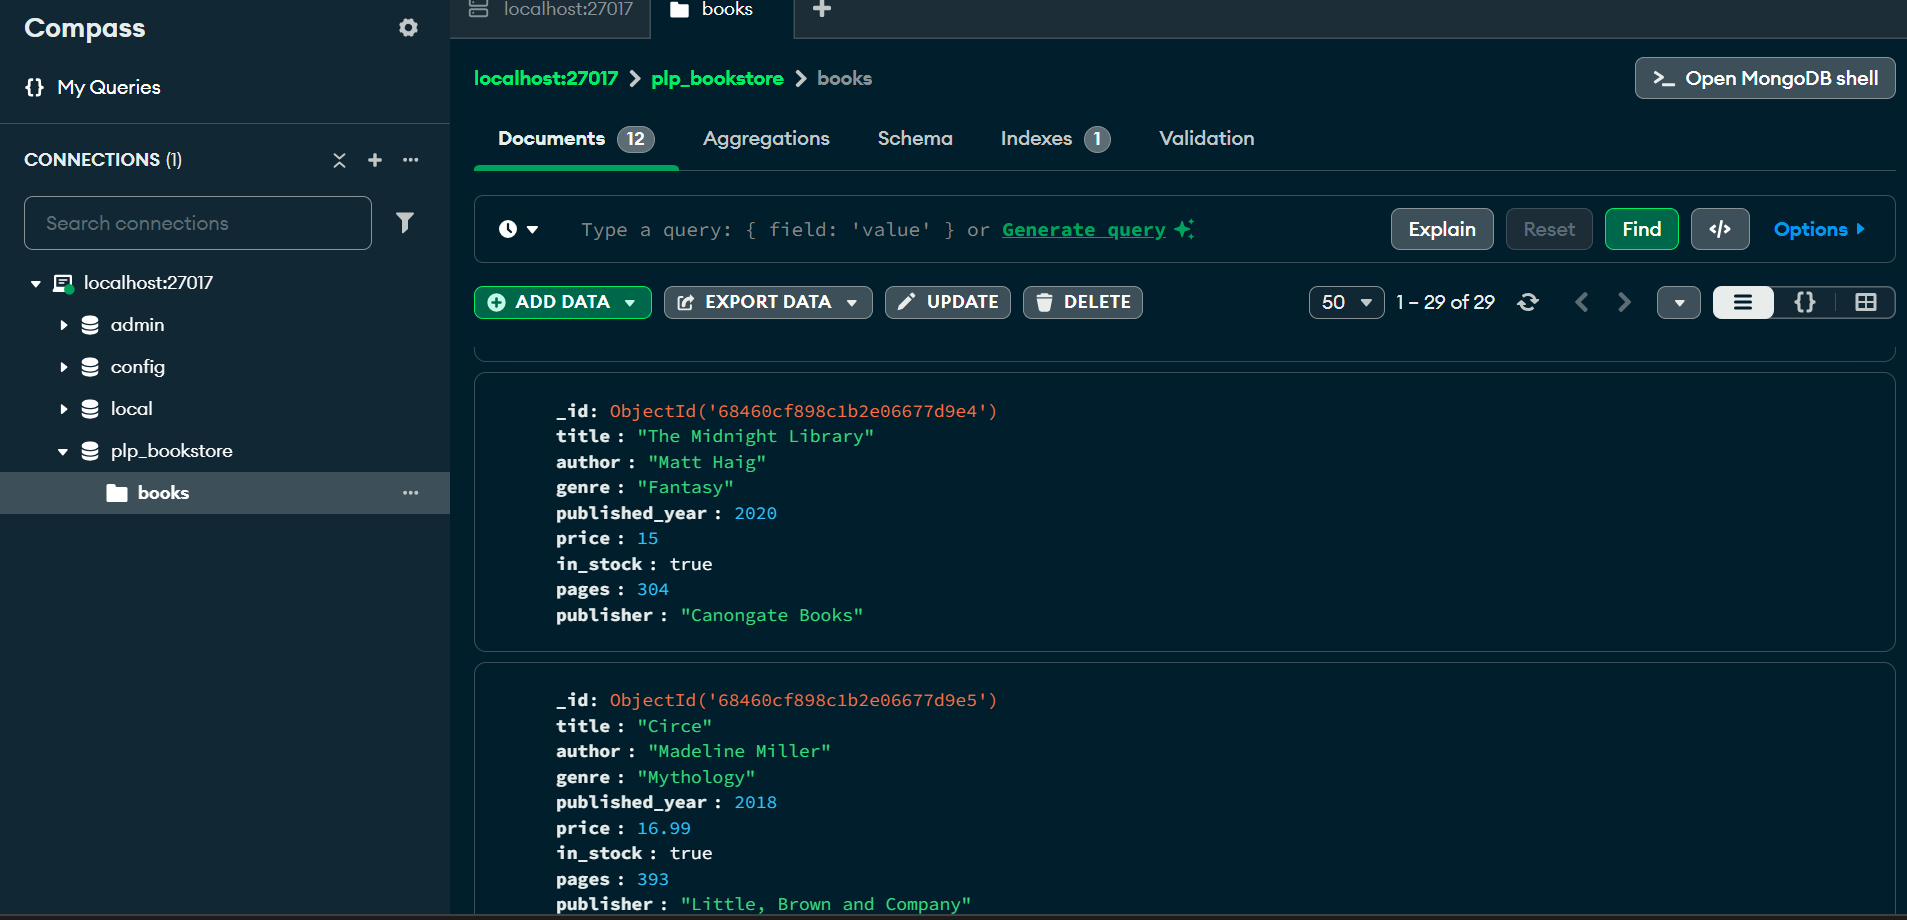 Compass
My Queries
CONNECTIONS (1)
Search connections
localhost:27017
admin
config
local
plp_bookstore
books
localhost:27017
books
localhost:27017 > plp_bookstore > books
>_ Open MongoDB shell
Documents 12 Aggregations Schema Indexes 1 Validation
Type a query: { field: 'value' } or Generate query
Explain Reset Find </> Options
ADD DATA EXPORT DATA UPDATE DELETE
50 1 – 29 of 29 {}
_id: ObjectId('68460cf898c1b2e06677d9e4')
title : "The Midnight Library"
author : "Matt Haig"
genre : "Fantasy"
published_year : 2020
price : 15
in_stock : true
pages : 304
publisher : "Canongate Books"
_id: ObjectId('68460cf898c1b2e06677d9e5')
title : "Circe"
author : "Madeline Miller"
genre : "Mythology"
published_year : 2018
price : 16.99
in_stock : true
pages : 393
publisher : "Little, Brown and Company"